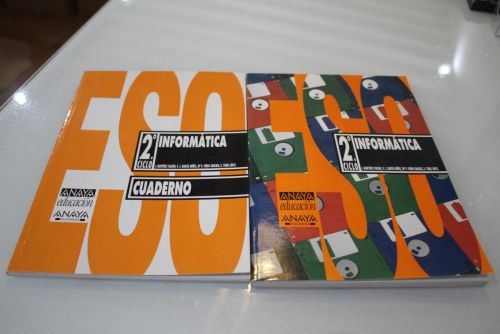 ESO
2º
CICLO
INFORMÁTICA
CUADERNO
ANAYA
educación
ANAYA
ESO
2º
CICLO
INFORMÁTICA
ANAYA
educación
ANAYA